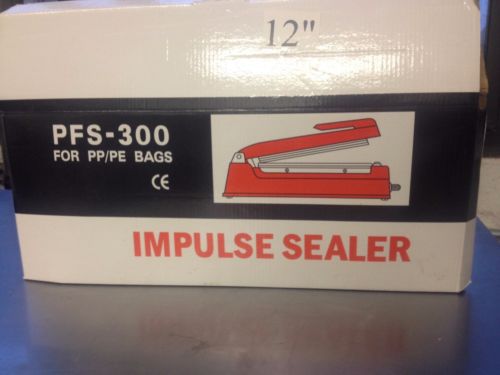 12"
PFS-300
FOR PP/PE BAGS
CE
IMPULSE SEALER